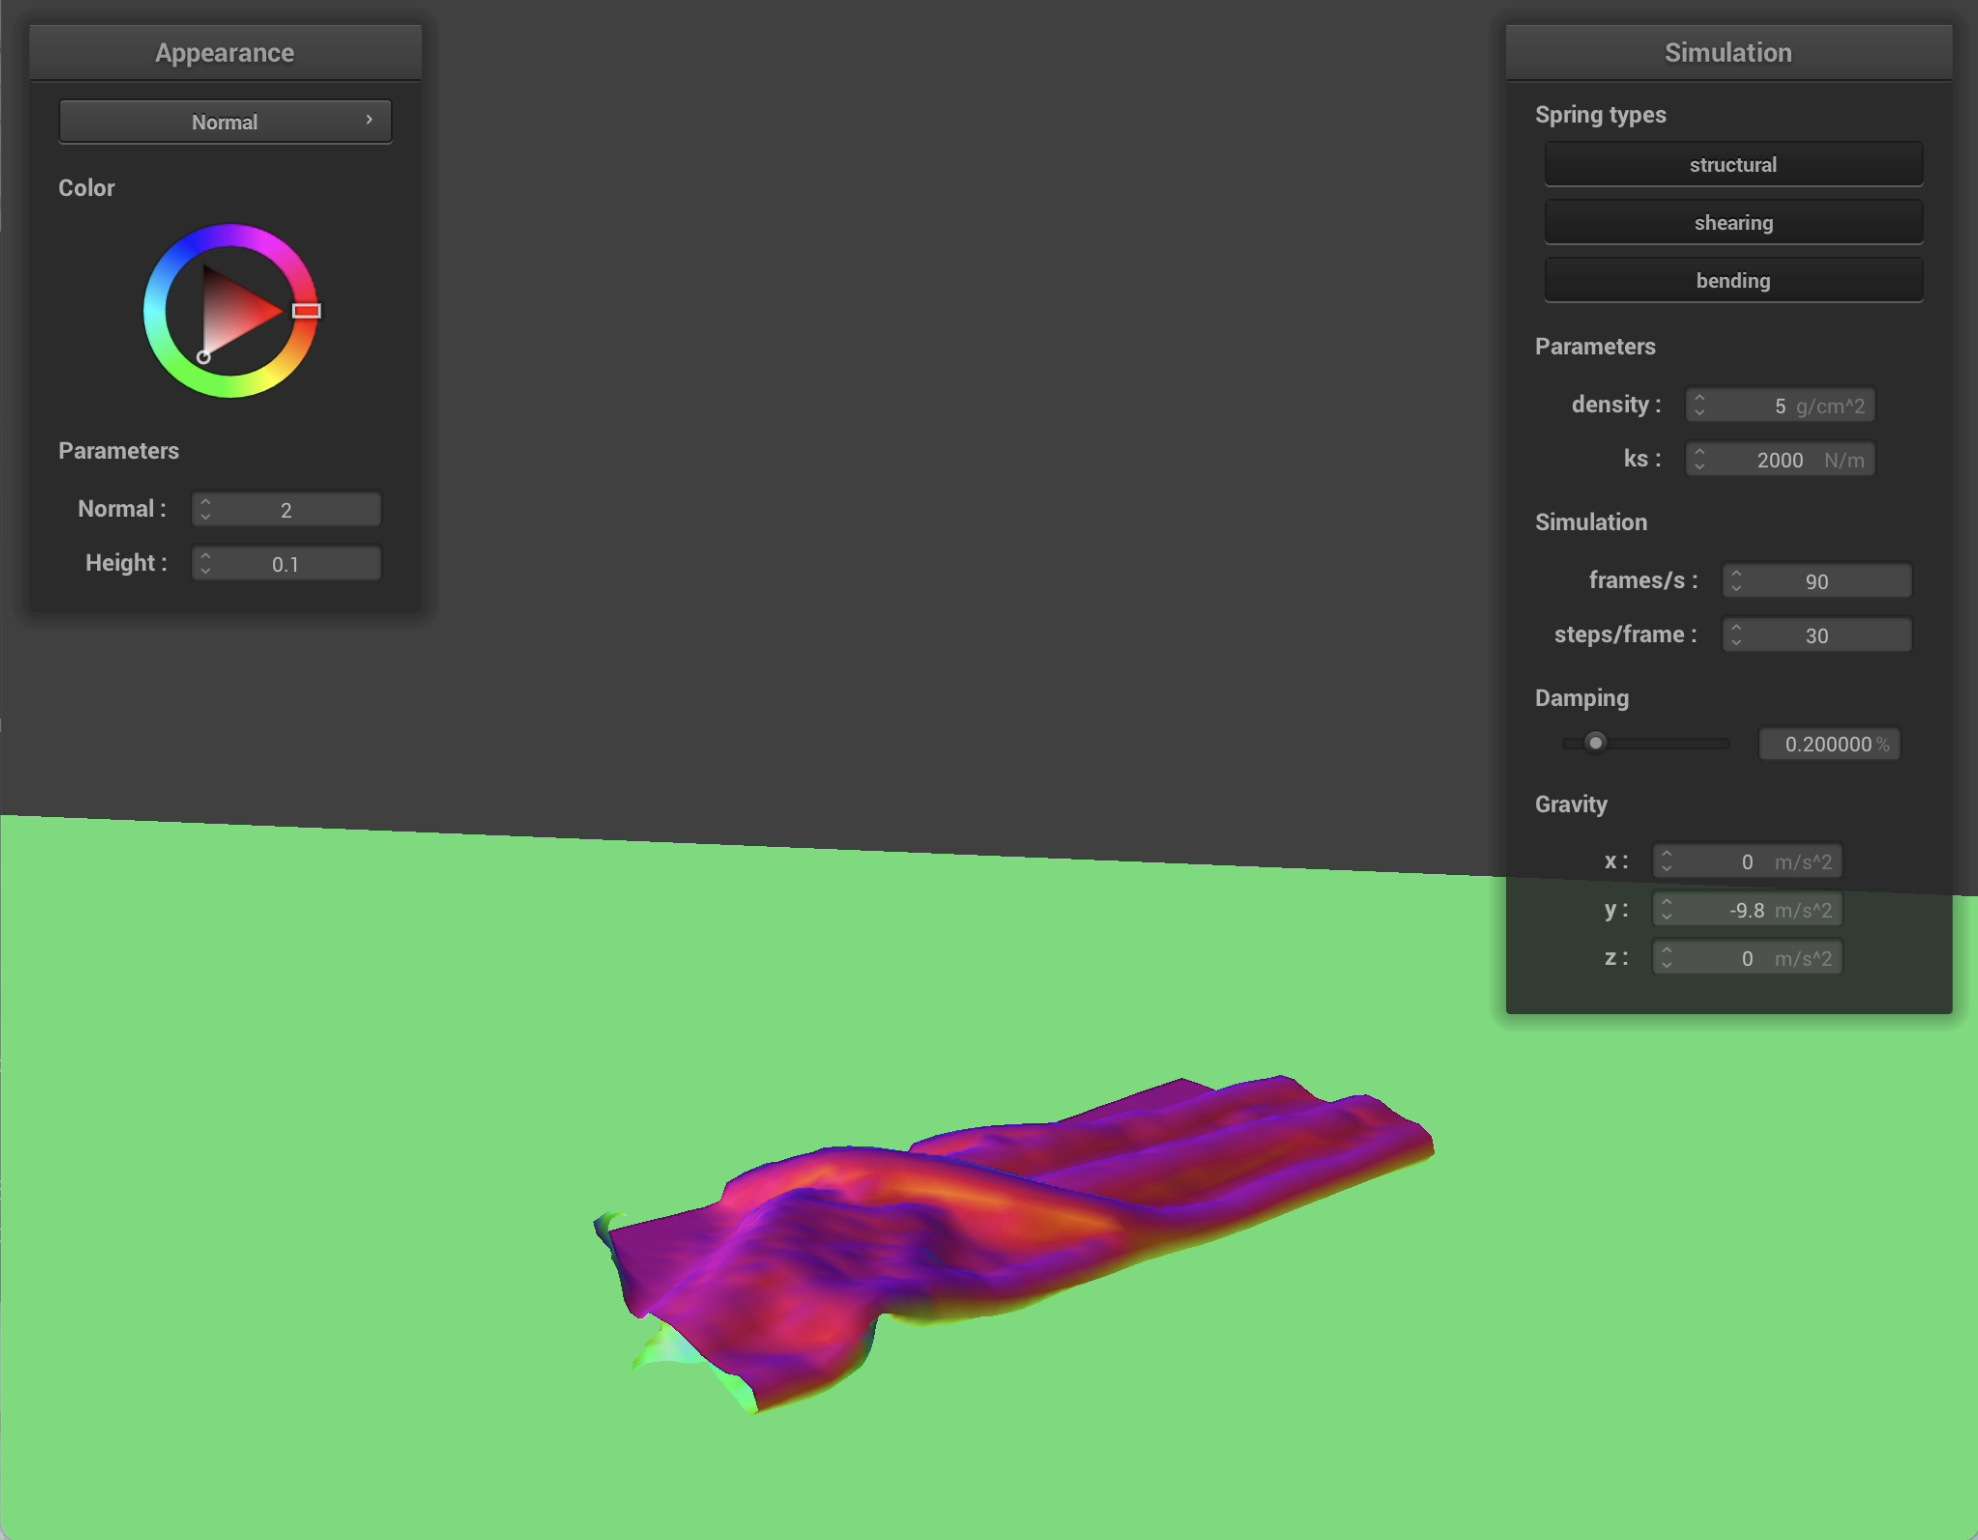 Appearance
Normal
Color
Parameters
Normal : 2
Height : 0.1
Simulation
Spring types
structural
shearing
bending
Parameters
density : 5 g/cm^2
ks : 2000 N/m
Simulation
frames/s : 90
steps/frame : 30
Damping
0.200000 %
Gravity
x : 0 m/s^2
y : -9.8 m/s^2
z : 0 m/s^2